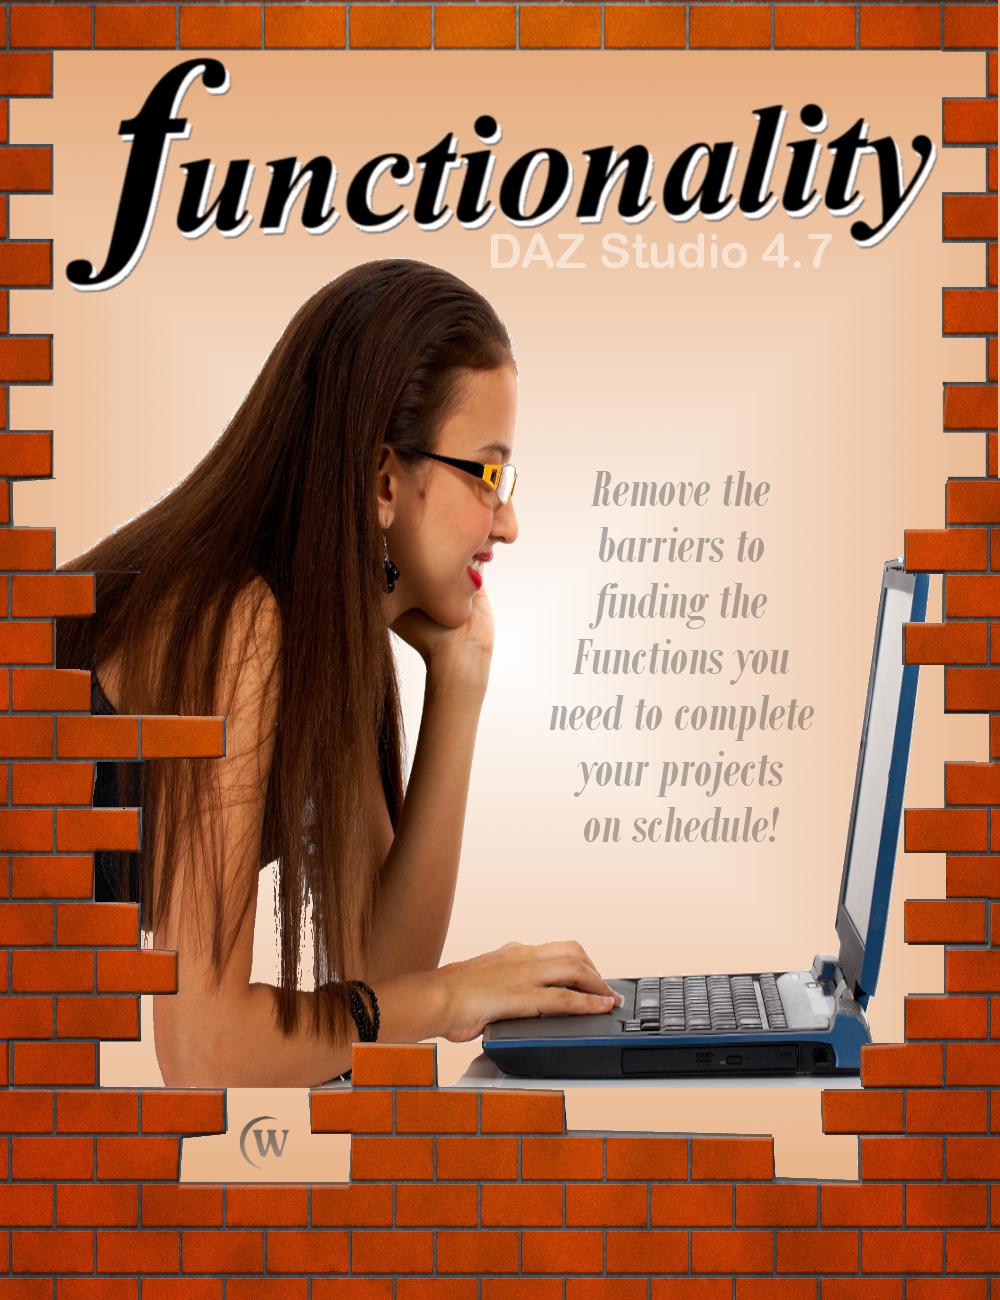 functionality
DAZ Studio 4.7
Remove the
barriers to
finding the
Functions you
need to complete
your projects
on schedule!
DVD
W